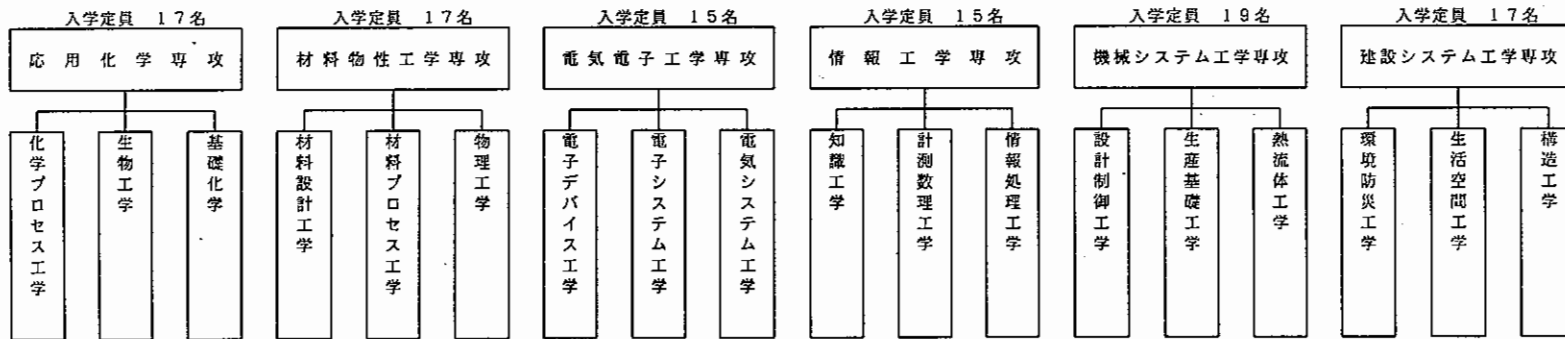 入学定員 17名
応用化学専攻
化学プロセス工学
生物工学
基礎化学
入学定員 17名
材料物性工学専攻
材料設計工学
材料プロセス工学
物理工学
入学定員 15名
電気電子工学専攻
電子デバイス工学
電子システム工学
電気システム工学
入学定員 15名
情報工学専攻
知識工学
計測数理工学
情報処理工学
入学定員 19名
機械システム工学専攻
設計制御工学
生産基礎工学
熱流体工学
入学定員 17名
建設システム工学専攻
環境防災工学
生活空間工学
構造工学